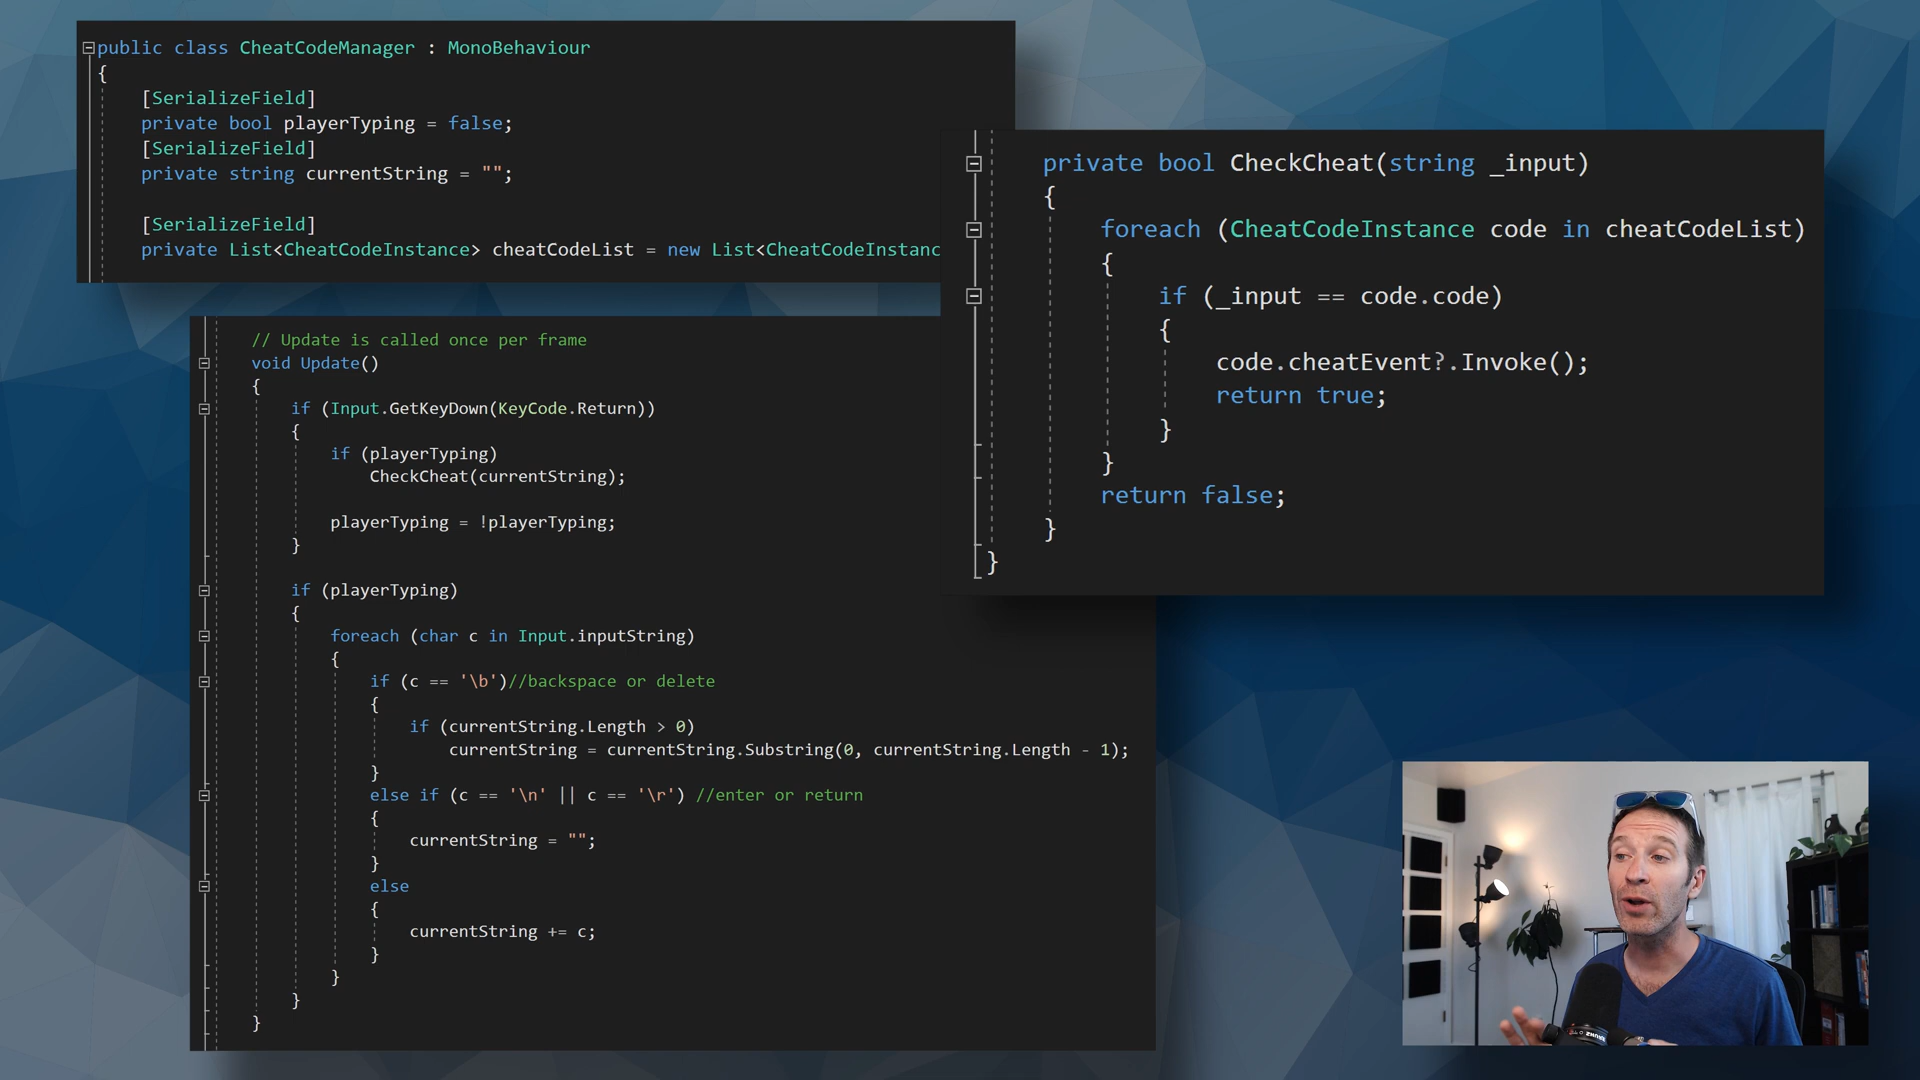 public class CheatCodeManager : MonoBehaviour
{
[SerializeField]
private bool playerTyping = false;
[SerializeField]
private string currentString = "";
[SerializeField]
private List<CheatCodeInstance> cheatCodeList = new List<CheatCodeInstanc
// Update is called once per frame
void Update()
{
if (Input.GetKeyDown(KeyCode.Return))
{
if (playerTyping)
CheckCheat(currentString);
playerTyping = !playerTyping;
}
if (playerTyping)
{
foreach (char c in Input.inputString)
{
if (c == '\b')//backspace or delete
{
if (currentString.Length > 0)
currentString = currentString.Substring(0, currentString.Length - 1);
}
else if (c == '\n' || c == '\r') //enter or return
{
currentString = "";
}
else
{
currentString += c;
}
}
}
}
private bool CheckCheat(string _input)
{
foreach (CheatCodeInstance code in cheatCodeList)
{
if (_input == code.code)
{
code.cheatEvent?.Invoke();
return true;
}
}
return false;
}
}